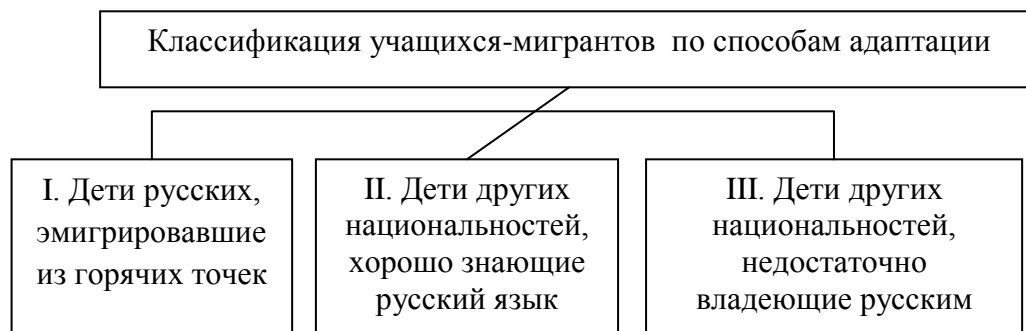 Классификация учащихся-мигрантов по способам адаптации
I. Дети русских,
эмигрировавшие
из горячих точек
II. Дети других
национальностей,
хорошо знающие
русский язык
III. Дети других
национальностей,
недостаточно
владеющие русским